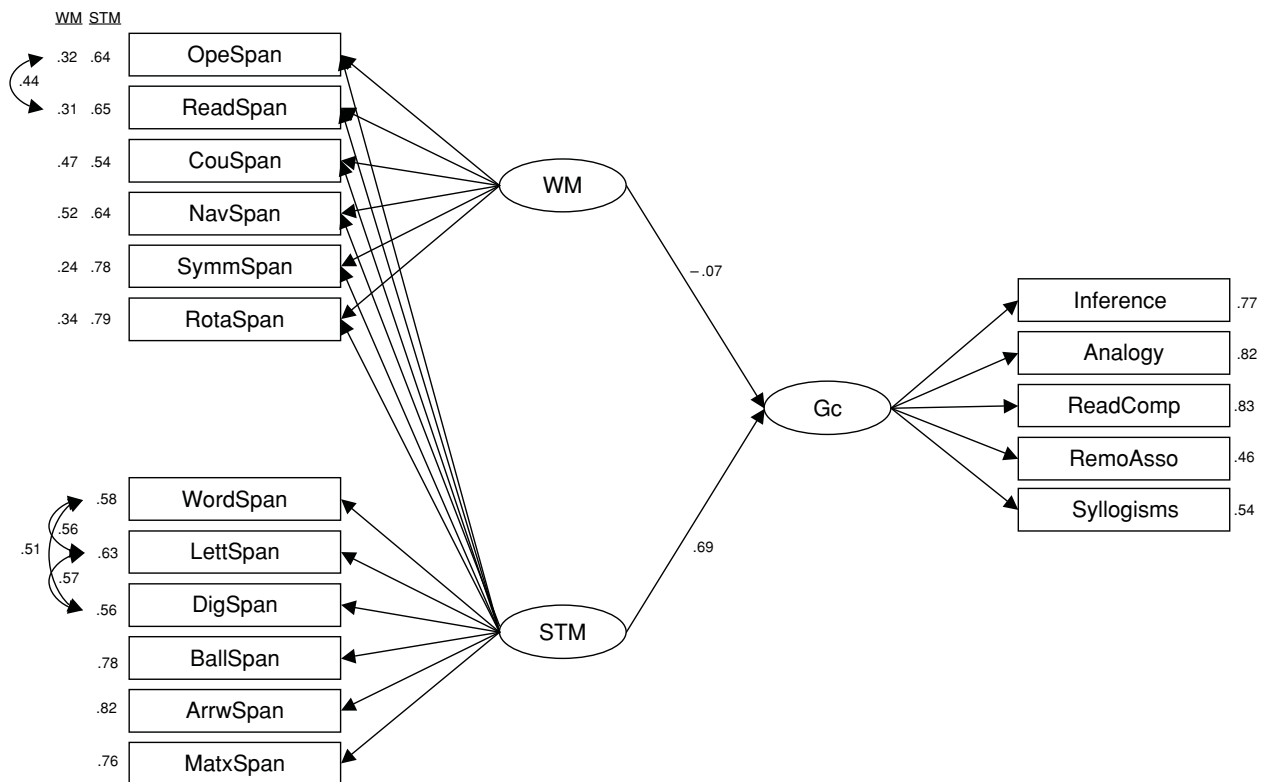 WM STM
.32 .64 OpeSpan
.44
.31 .65 ReadSpan
.47 .54 CouSpan
WM
.52 .64 NavSpan
.24 .78 SymmSpan
−.07
.34 .79 RotaSpan
Inference .77
Analogy .82
Gc
ReadComp .83
RemoAsso .46
Syllogisms .54
.58 WordSpan
.56
.51
.63 LettSpan
.69
.57
.56 DigSpan
STM
.78 BallSpan
.82 ArrwSpan
.76 MatxSpan